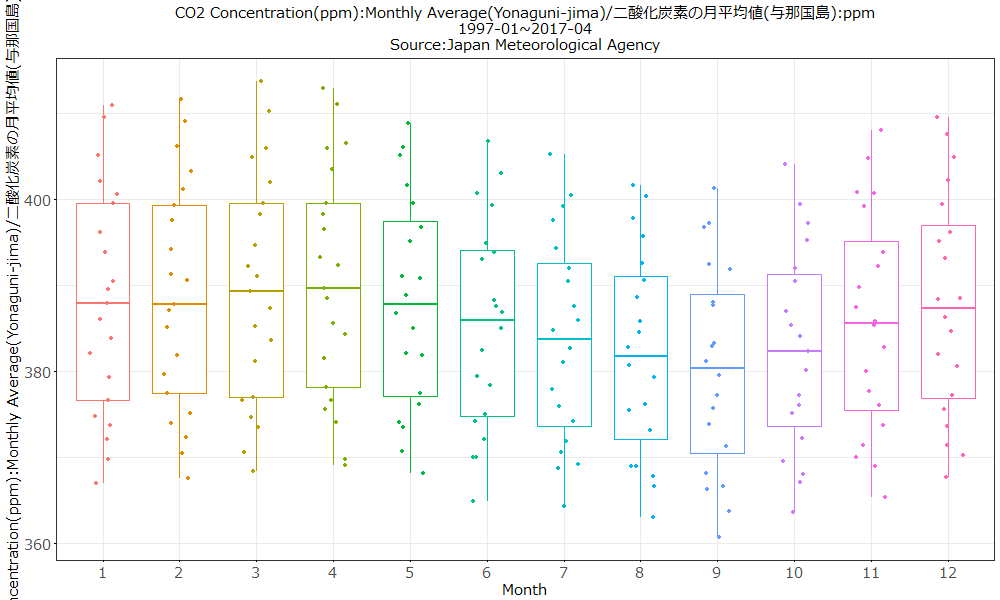 CO2 Concentration(ppm):Monthly Average(Yonaguni-jima)/二酸化炭素の月平均値(与那国島):ppm
1997-01~2017-04
Source:Japan Meteorological Agency
ncentration(ppm):Monthly Average(Yonaguni-jima)/二酸化炭素の月平均値(与那国島)
400
380
360
1 2 3 4 5 6 7 8 9 10 11 12
Month